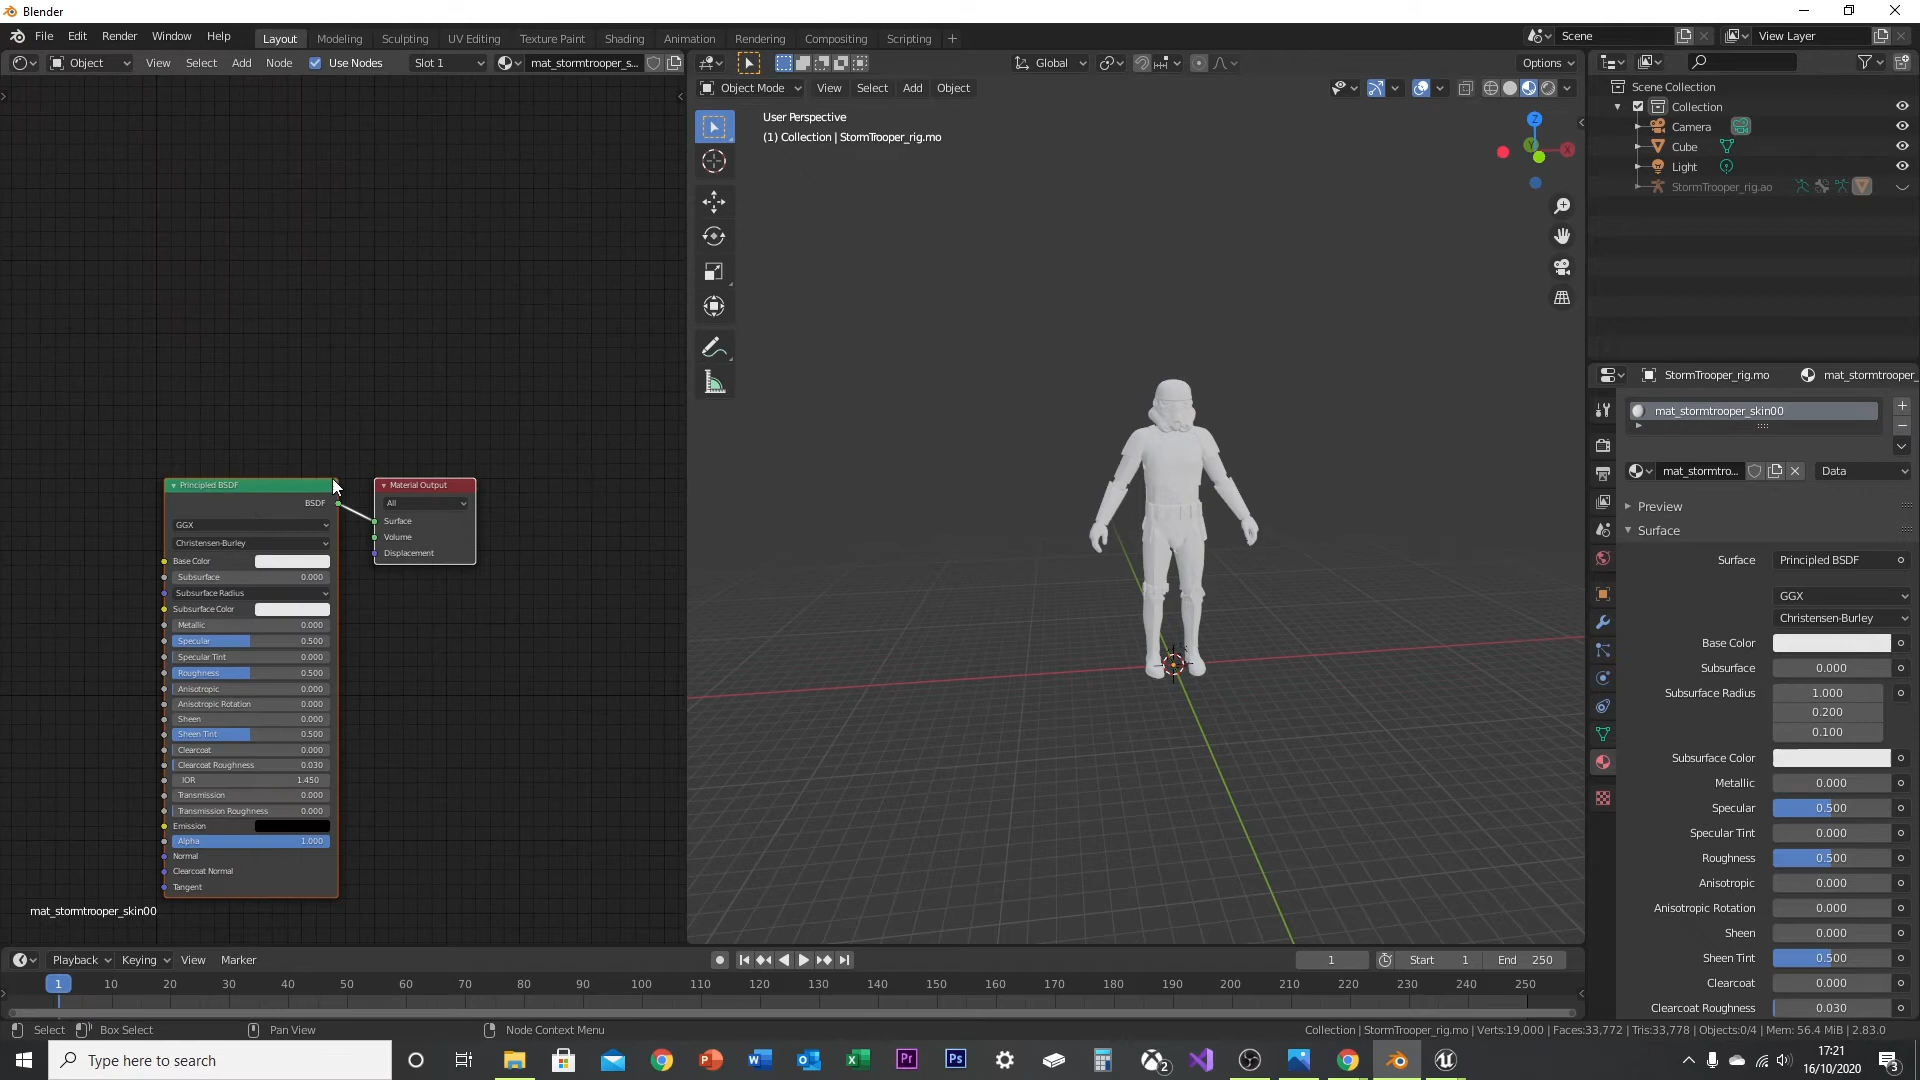 Blender
File Edit Render Window Help
Layout Modeling Sculpting UV Editing Texture Paint Shading Animation Rendering Compositing Scripting +
Scene View Layer
Object View Select Add Object Node Use Nodes Slot 1 mat_stormtrooper_s...
Global Options
Object Mode View Select Add Object
User Perspective
(1) Collection | StormTrooper_rig.mo
Z
Y
X
Scene Collection
Collection
Camera
Cube
Light
StormTrooper_rig.ao
Principled BSDF
BSDF
GGX
Christensen-Burley
Base Color
Subsurface 0.000
Subsurface Radius
Subsurface Color
Metallic 0.000
Specular 0.500
Specular Tint 0.000
Roughness 0.500
Anisotropic 0.000
Anisotropic Rotation 0.000
Sheen 0.000
Sheen Tint 0.500
Clearcoat 0.000
Clearcoat Roughness 0.030
IOR 1.450
Transmission 0.000
Transmission Roughness 0.000
Emission
Alpha 1.000
Normal
Clearcoat Normal
Tangent
Material Output
All
Surface
Volume
Displacement
mat_stormtrooper_skin00
StormTrooper_rig.mo mat_stormtrooper_
mat_stormtrooper_skin00
mat_stormtro... Data
Preview
Surface
Surface Principled BSDF
GGX
Christensen-Burley
Base Color
Subsurface 0.000
Subsurface Radius 1.000
0.200
0.100
Subsurface Color
Metallic 0.000
Specular 0.500
Specular Tint 0.000
Roughness 0.500
Anisotropic 0.000
Anisotropic Rotation 0.000
Sheen 0.000
Sheen Tint 0.500
Clearcoat 0.000
Clearcoat Roughness 0.030
Playback Keying View Marker 1 Start 1 End 250
1 10 20 30 40 50 60 70 80 90 100 110 120 130 140 150 160 170 180 190 200 210 220 230 240 250
Select Box Select Pan View Node Context Menu
Collection | StormTrooper_rig.mo | Verts:19,000 | Faces:33,772 | Tris:33,778 | Objects:0/4 | Mem: 56.4 MiB | 2.83.0
Type here to search
Pr Ps
2
17:21
16/10/2020
3